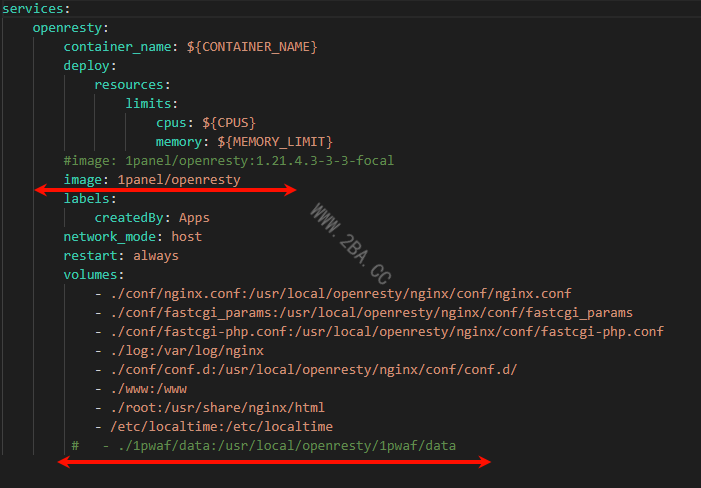 services:
openresty:
container_name: ${CONTAINER_NAME}
deploy:
resources:
limits:
cpus: ${CPUS}
memory: ${MEMORY_LIMIT}
#image: 1panel/openresty:1.21.4.3-3-3-focal
image: 1panel/openresty
labels:
createdBy: Apps
network_mode: host
restart: always
volumes:
- ./conf/nginx.conf:/usr/local/openresty/nginx/conf/nginx.conf
- ./conf/fastcgi_params:/usr/local/openresty/nginx/conf/fastcgi_params
- ./conf/fastcgi-php.conf:/usr/local/openresty/nginx/conf/fastcgi-php.conf
- ./log:/var/log/nginx
- ./conf/conf.d:/usr/local/openresty/nginx/conf/conf.d/
- ./www:/www
- ./root:/usr/share/nginx/html
- /etc/localtime:/etc/localtime
# - ./1pwaf/data:/usr/local/openresty/1pwaf/data
WWW.2BA.CC